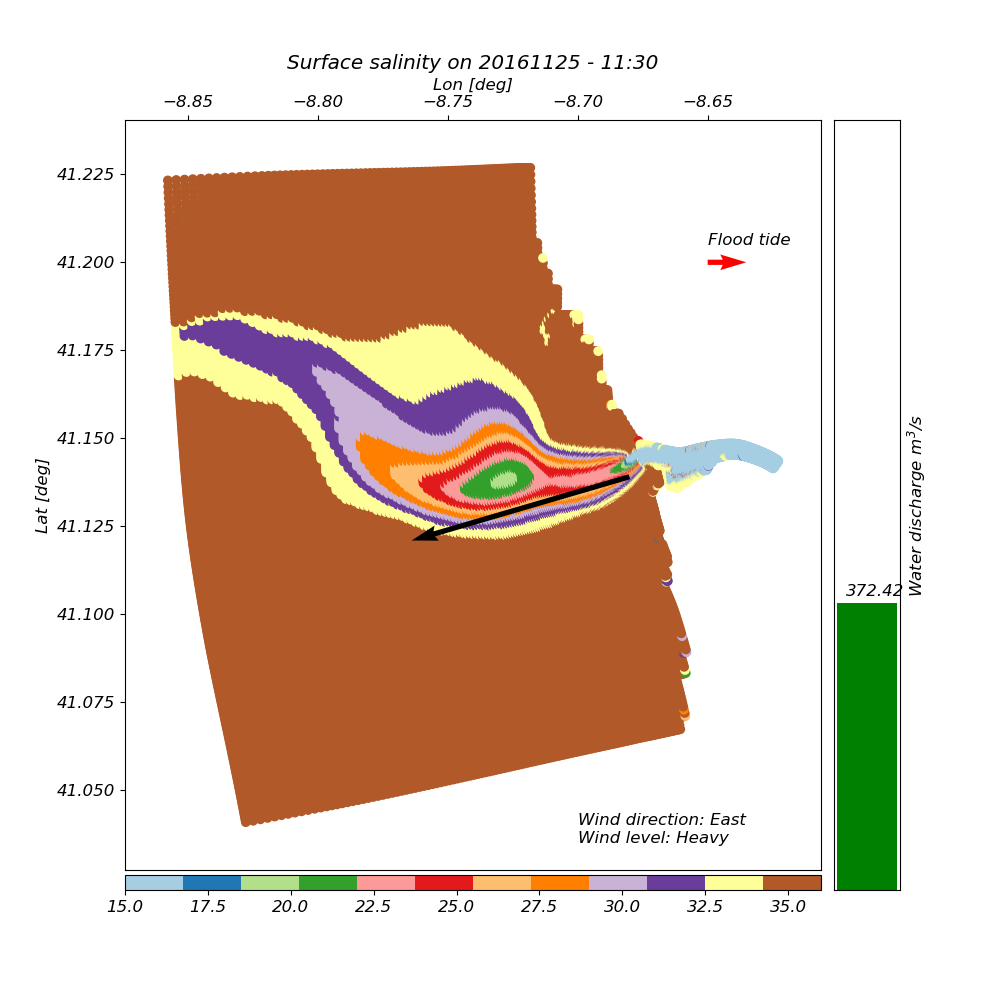 Surface salinity on 20161125 - 11:30
Lon [deg]
−8.85 −8.80 −8.75 −8.70 −8.65
41.225
41.200
41.175
41.150
41.125
41.100
41.075
41.050
Lat [deg]
Flood tide
Wind direction: East
Wind level: Heavy
372.42
Water discharge m³/s
15.0 17.5 20.0 22.5 25.0 27.5 30.0 32.5 35.0